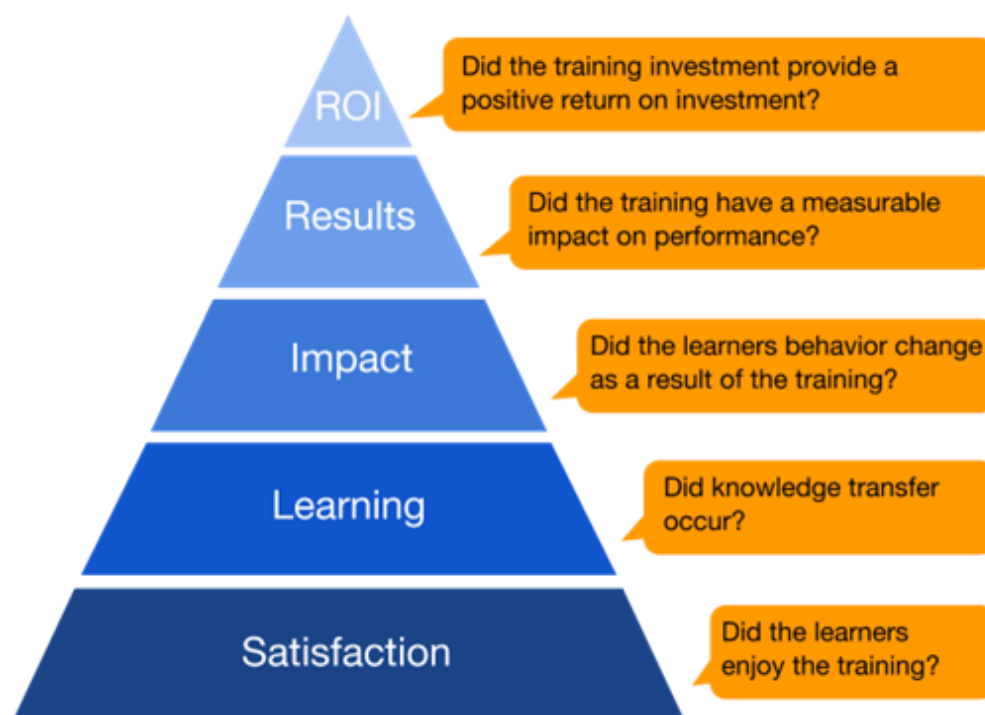 ROI
Did the training investment provide a
positive return on investment?
Results
Did the training have a measurable
impact on performance?
Impact
Did the learners behavior change
as a result of the training?
Learning
Did knowledge transfer
occur?
Satisfaction
Did the learners
enjoy the training?